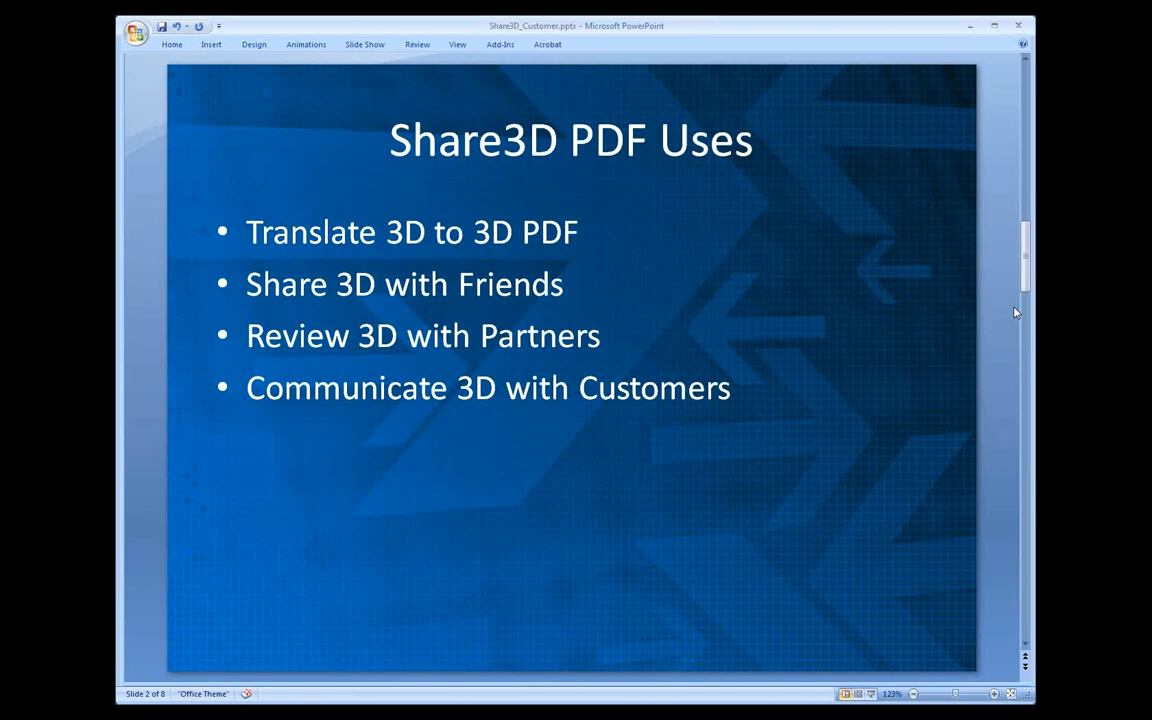 Share3D_Customer.pptx - Microsoft PowerPoint
Home Insert Design Animations Slide Show Review View Add-Ins Acrobat
Share3D PDF Uses
• Translate 3D to 3D PDF
• Share 3D with Friends
• Review 3D with Partners
• Communicate 3D with Customers
Slide 2 of 8 "Office Theme" 123%